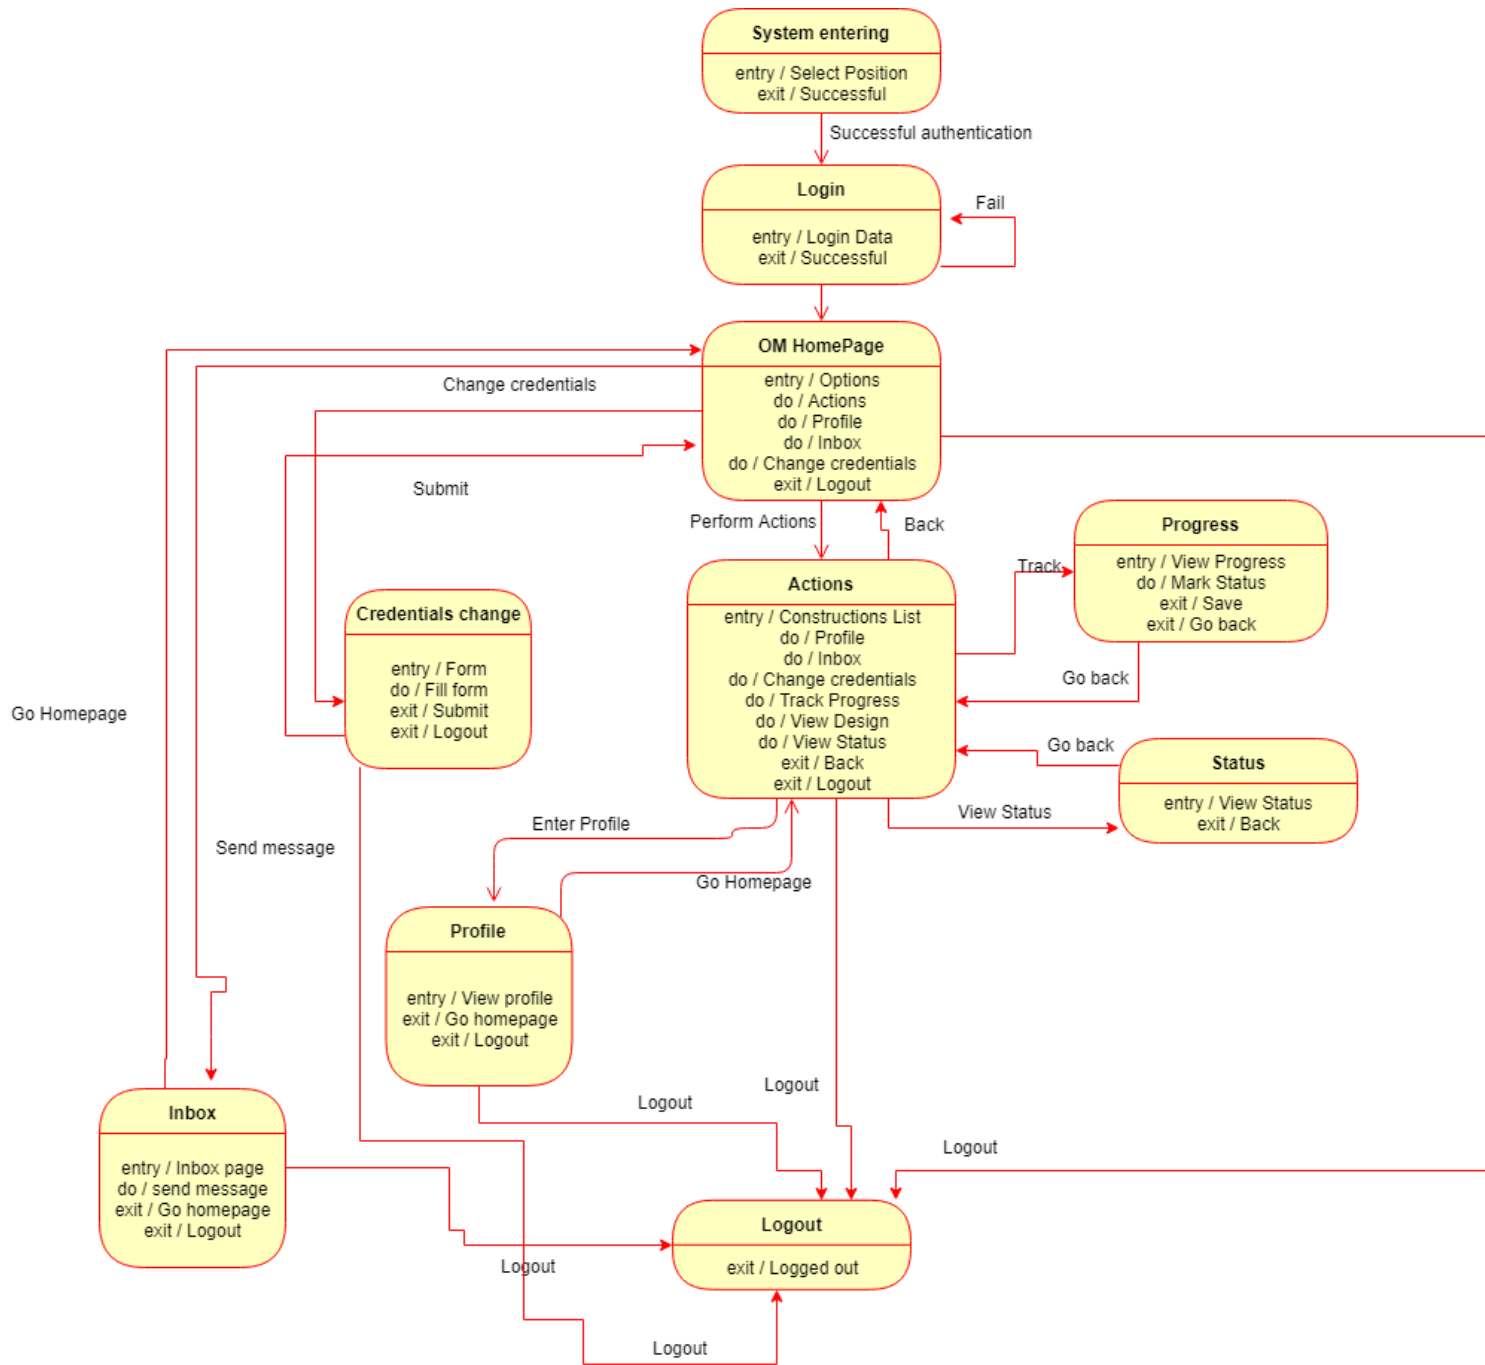 System entering
entry / Select Position
exit / Successful
Successful authentication
Login
Fail
entry / Login Data
exit / Successful
OM HomePage
entry / Options
do / Actions
do / Profile
do / Inbox
do / Change credentials
exit / Logout
Change credentials
Submit
Perform Actions
Back
Progress
entry / View Progress
do / Mark Status
exit / Save
exit / Go back
Track
Actions
entry / Constructions List
do / Profile
do / Inbox
do / Change credentials
do / Track Progress
do / View Design
do / View Status
exit / Back
exit / Logout
Credentials change
entry / Form
do / Fill form
exit / Submit
exit / Logout
Go back
Go Homepage
Go back
Status
entry / View Status
exit / Back
View Status
Enter Profile
Send message
Go Homepage
Profile
entry / View profile
exit / Go homepage
exit / Logout
Logout
Logout
Inbox
entry / Inbox page
do / send message
exit / Go homepage
exit / Logout
Logout
Logout
exit / Logged out
Logout
Logout